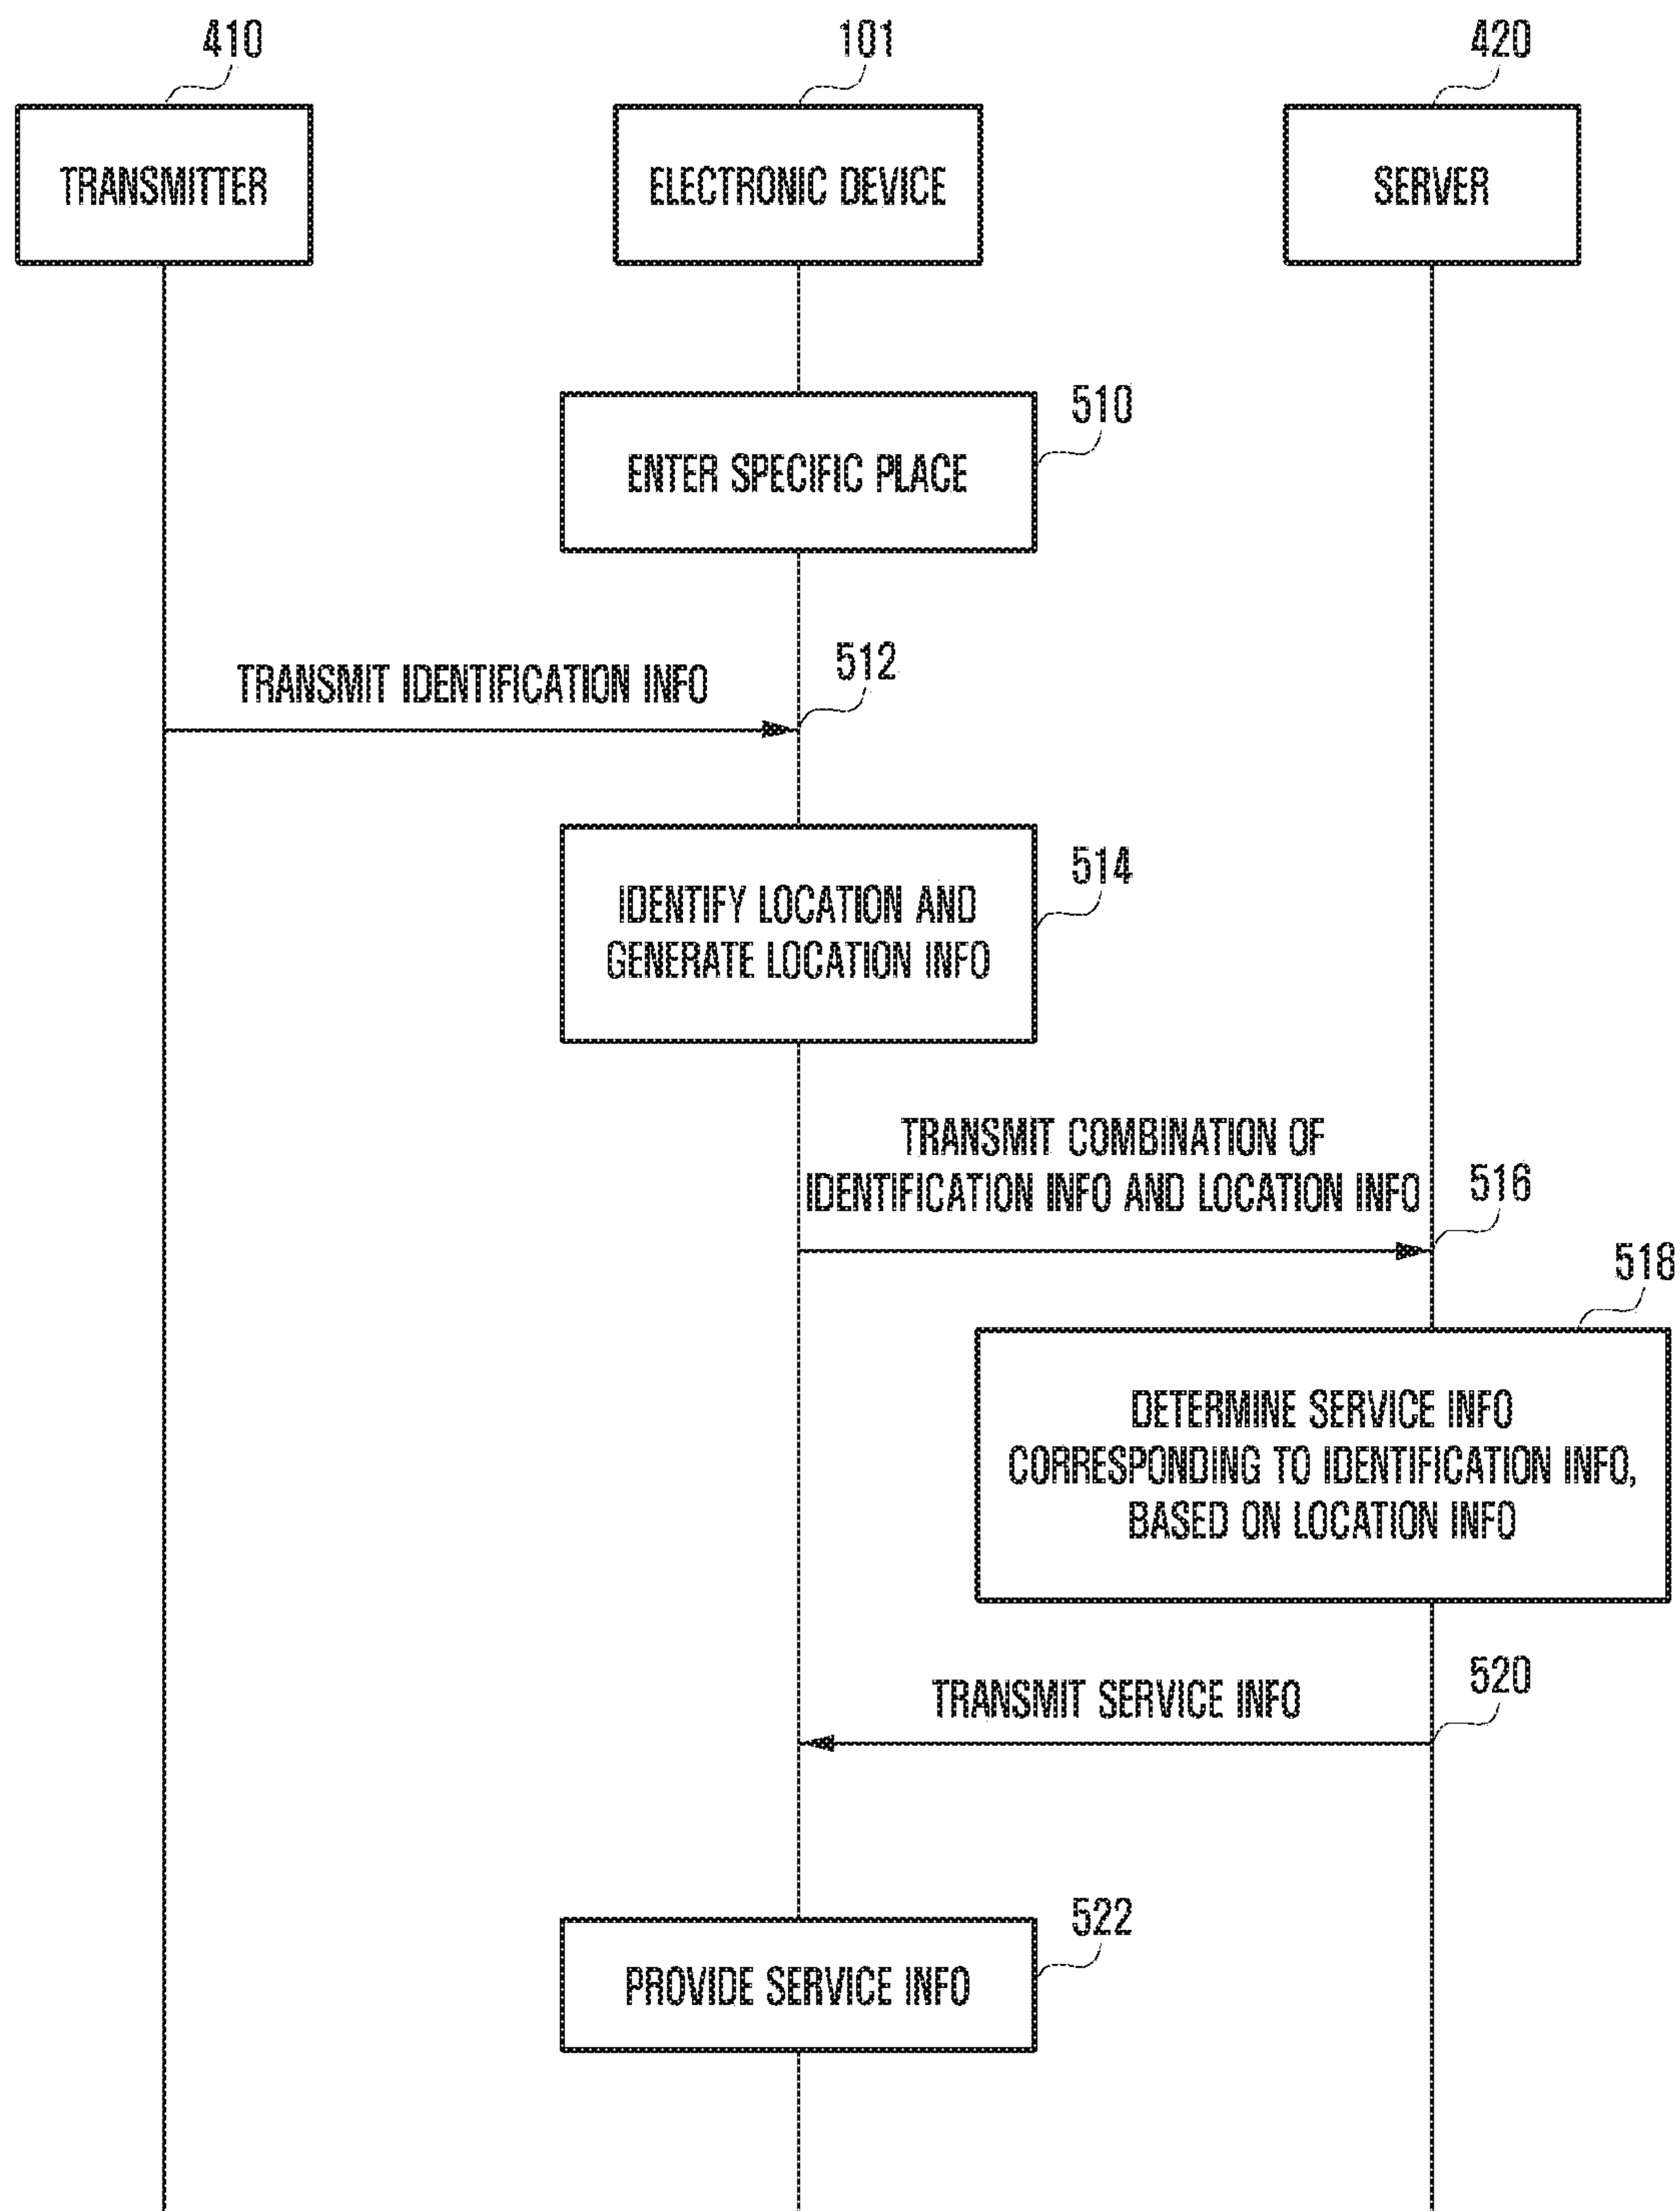 410
101
420
TRANSMITTER
ELECTRONIC DEVICE
SERVER
510
ENTER SPECIFIC PLACE
512
TRANSMIT IDENTIFICATION INFO
514
IDENTIFY LOCATION AND
GENERATE LOCATION INFO
TRANSMIT COMBINATION OF
IDENTIFICATION INFO AND LOCATION INFO
516
518
DETERMINE SERVICE INFO
CORRESPONDING TO IDENTIFICATION INFO,
BASED ON LOCATION INFO
520
TRANSMIT SERVICE INFO
522
PROVIDE SERVICE INFO